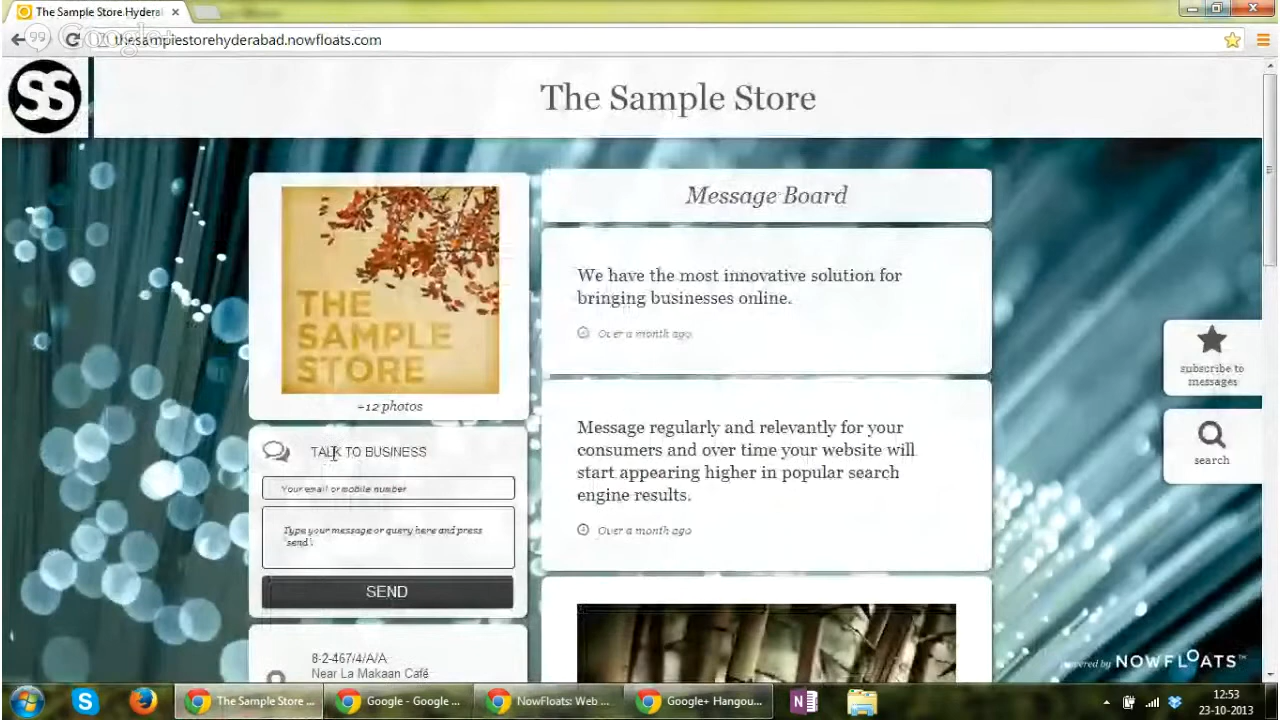 The Sample Store.Hyderal
99
Google+
thesamplestorehyderabad.nowfloats.com
SS
The Sample Store
THE
SAMPLE
STORE
+12 photos
TALK TO BUSINESS
Your email or mobile number
Type your message or query here and press
'send'.
SEND
8-2-467/4/A/A
Near La Makaan Café
Message Board
We have the most innovative solution for
bringing businesses online.
Over a month ago
Message regularly and relevantly for your
consumers and over time your website will
start appearing higher in popular search
engine results.
Over a month ago
subscribe to
messages
search
powered by NOWFLOATS™
The Sample Store ...
Google - Google ...
NowFloats: Web ...
Google+ Hangou...
12:53
23-10-2013